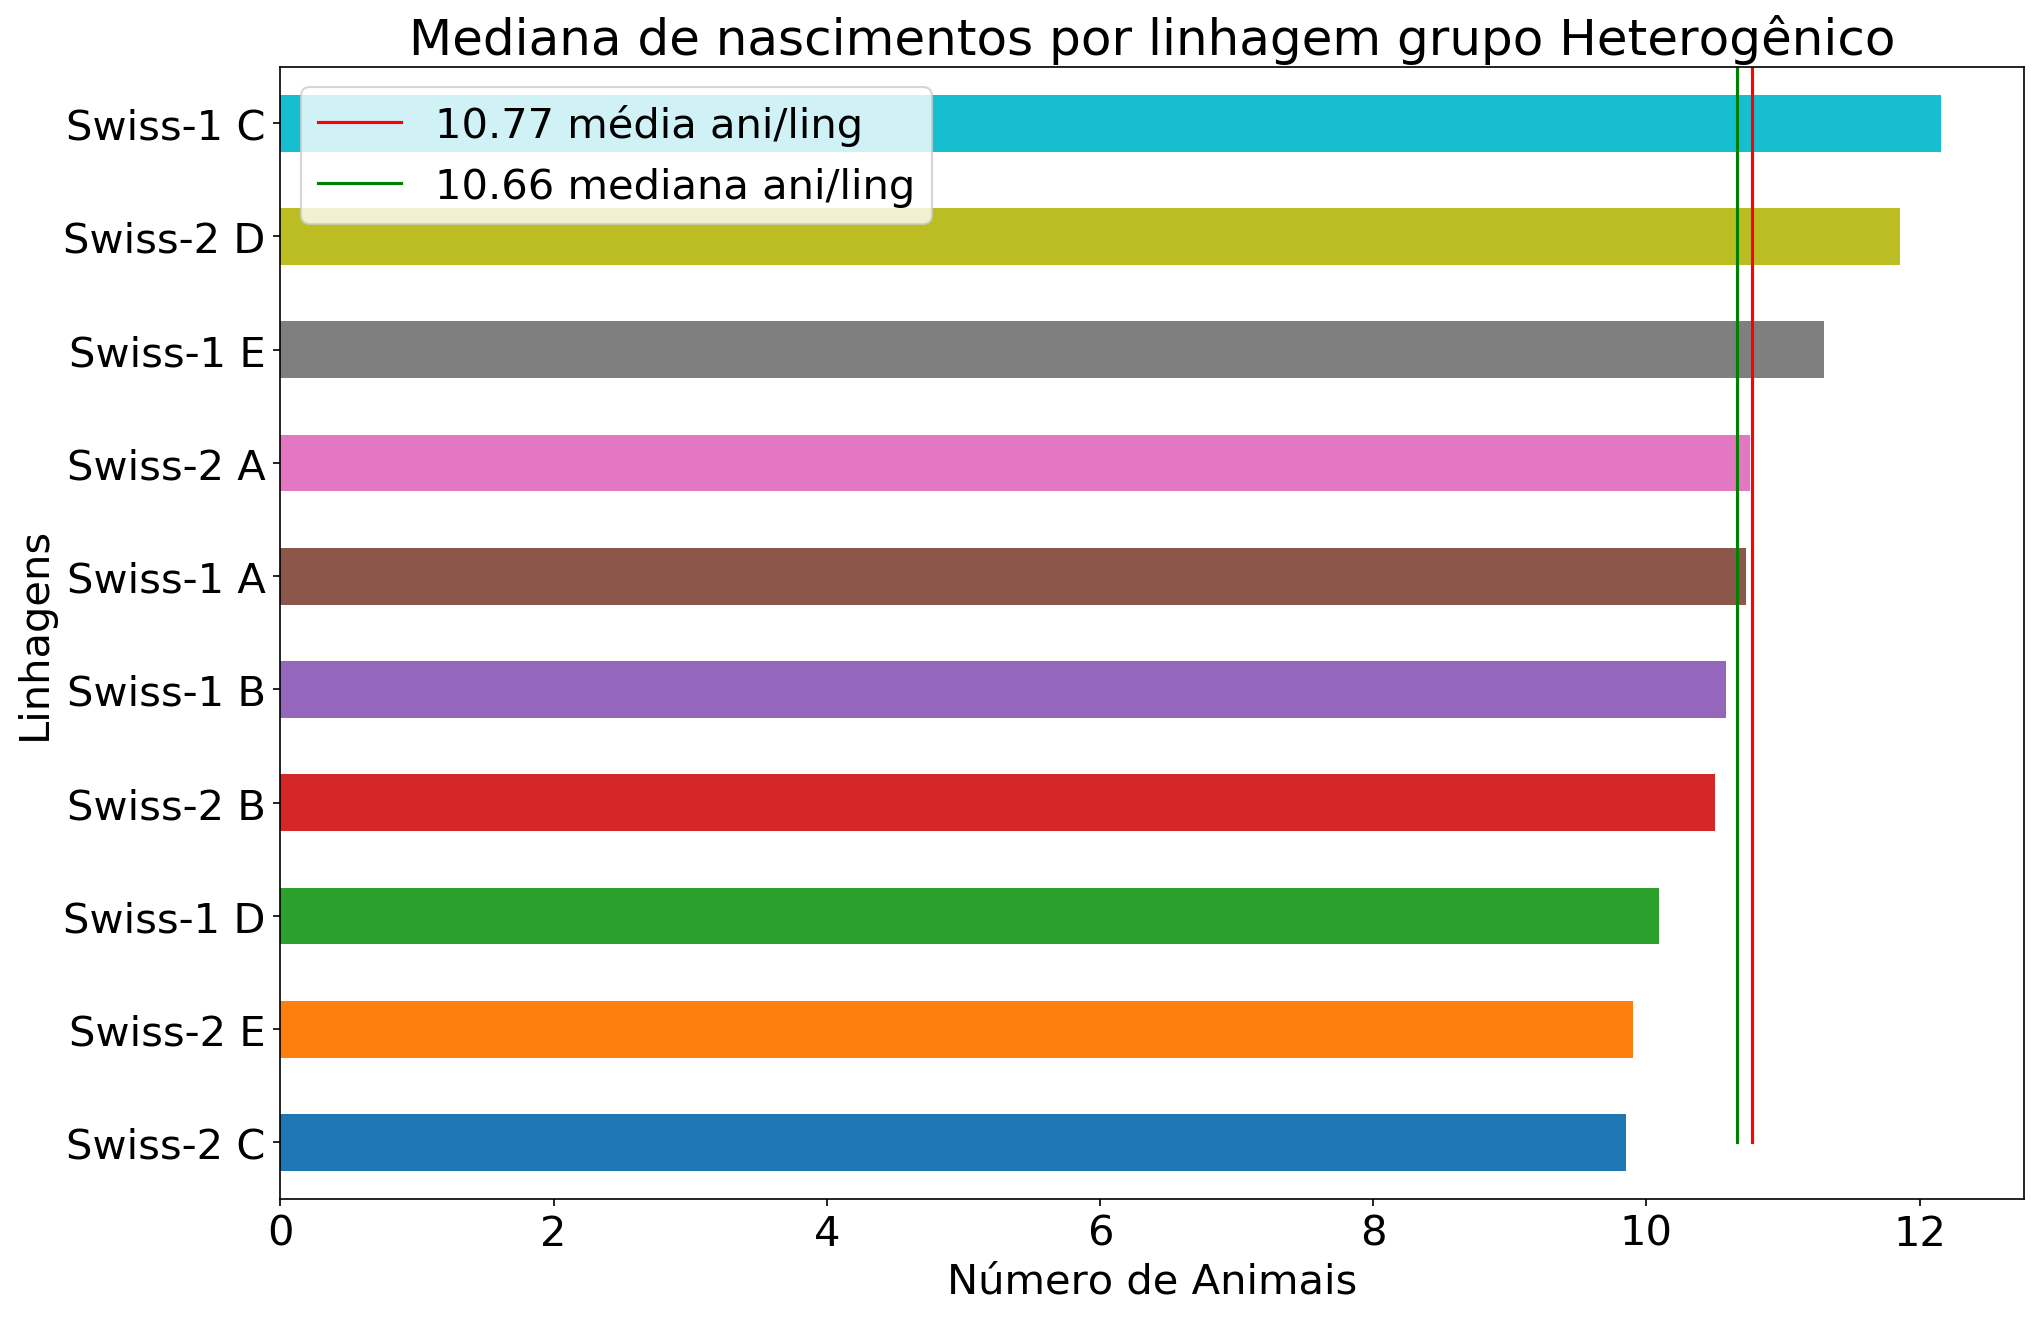 Mediana de nascimentos por linhagem grupo Heterogênico
10.77 média ani/ling
10.66 mediana ani/ling
Linhagens
Swiss-1 C
Swiss-2 D
Swiss-1 E
Swiss-2 A
Swiss-1 A
Swiss-1 B
Swiss-2 B
Swiss-1 D
Swiss-2 E
Swiss-2 C
0 2 4 6 8 10 12
Número de Animais